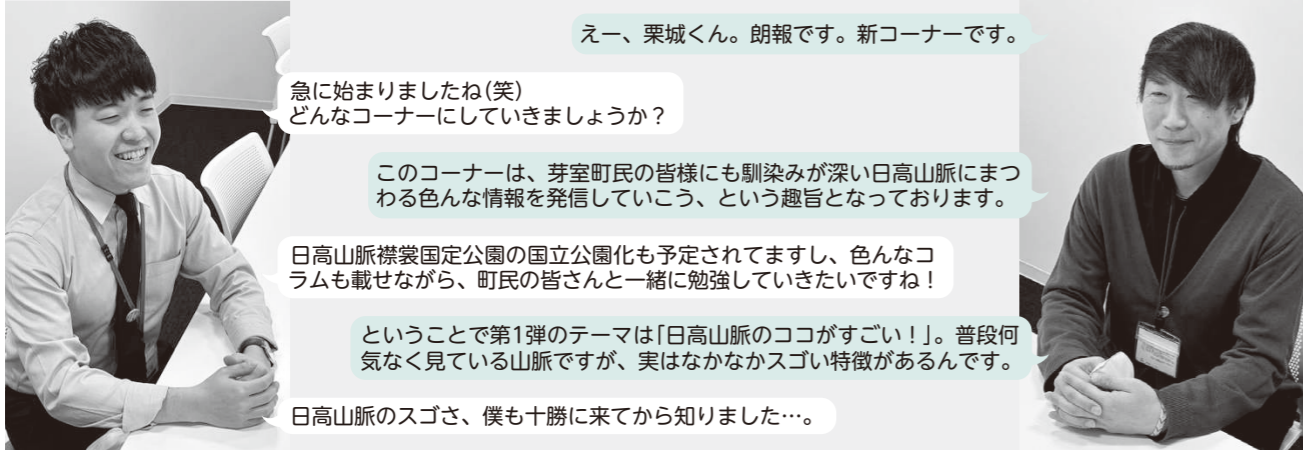 えー、栗城くん。朗報です。新コーナーです。
急に始まりましたね(笑)
どんなコーナーにしていきましょうか？
このコーナーは、芽室町民の皆様にも馴染みが深い日高山脈にまつ
わる色んな情報を発信していこう、という趣旨となっております。
日高山脈襟裳国定公園の国立公園化も予定されてますし、色んなコ
ラムも載せながら、町民の皆さんと一緒に勉強していきたいですね！
ということで第1弾のテーマは「日高山脈のココがすごい！」。普段何
気なく見ている山脈ですが、実はなかなかスゴい特徴があるんです。
日高山脈のスゴさ、僕も十勝に来てから知りました…。